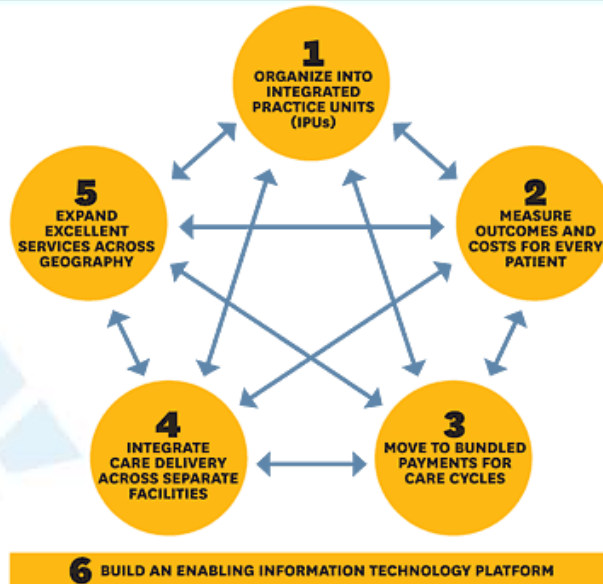 1
ORGANIZE INTO
INTEGRATED
PRACTICE UNITS
(IPUs)
2
MEASURE
OUTCOMES AND
COSTS FOR EVERY
PATIENT
3
MOVE TO BUNDLED
PAYMENTS FOR
CARE CYCLES
4
INTEGRATE
CARE DELIVERY
ACROSS SEPARATE
FACILITIES
5
EXPAND
EXCELLENT
SERVICES ACROSS
GEOGRAPHY
6 BUILD AN ENABLING INFORMATION TECHNOLOGY PLATFORM